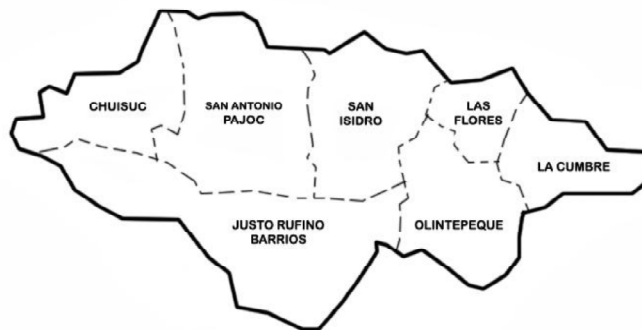 CHUISUC
SAN ANTONIO
PAJOC
SAN
ISIDRO
LAS
FLORES
LA CUMBRE
JUSTO RUFINO
BARRIOS
OLINTEPEQUE